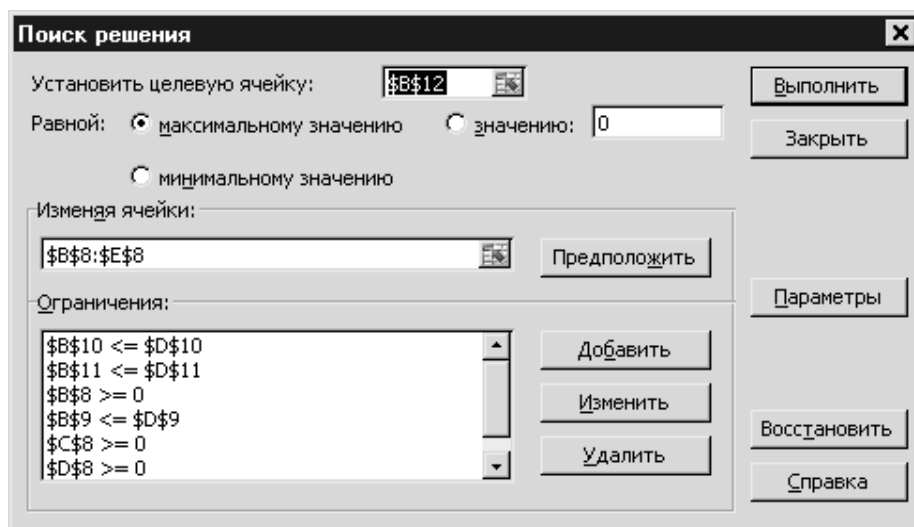 Поиск решения
Установить целевую ячейку: $B$12
Выполнить
Равной: максимальному значению значению: 0
Закрыть
минимальному значению
Изменяя ячейки:
$B$8:$E$8
Предположить
Ограничения:
Параметры
$B$10 <= $D$10
Добавить
$B$11 <= $D$11
$B$8 >= 0
Изменить
$B$9 <= $D$9
Восстановить
$C$8 >= 0
Удалить
$D$8 >= 0
Справка